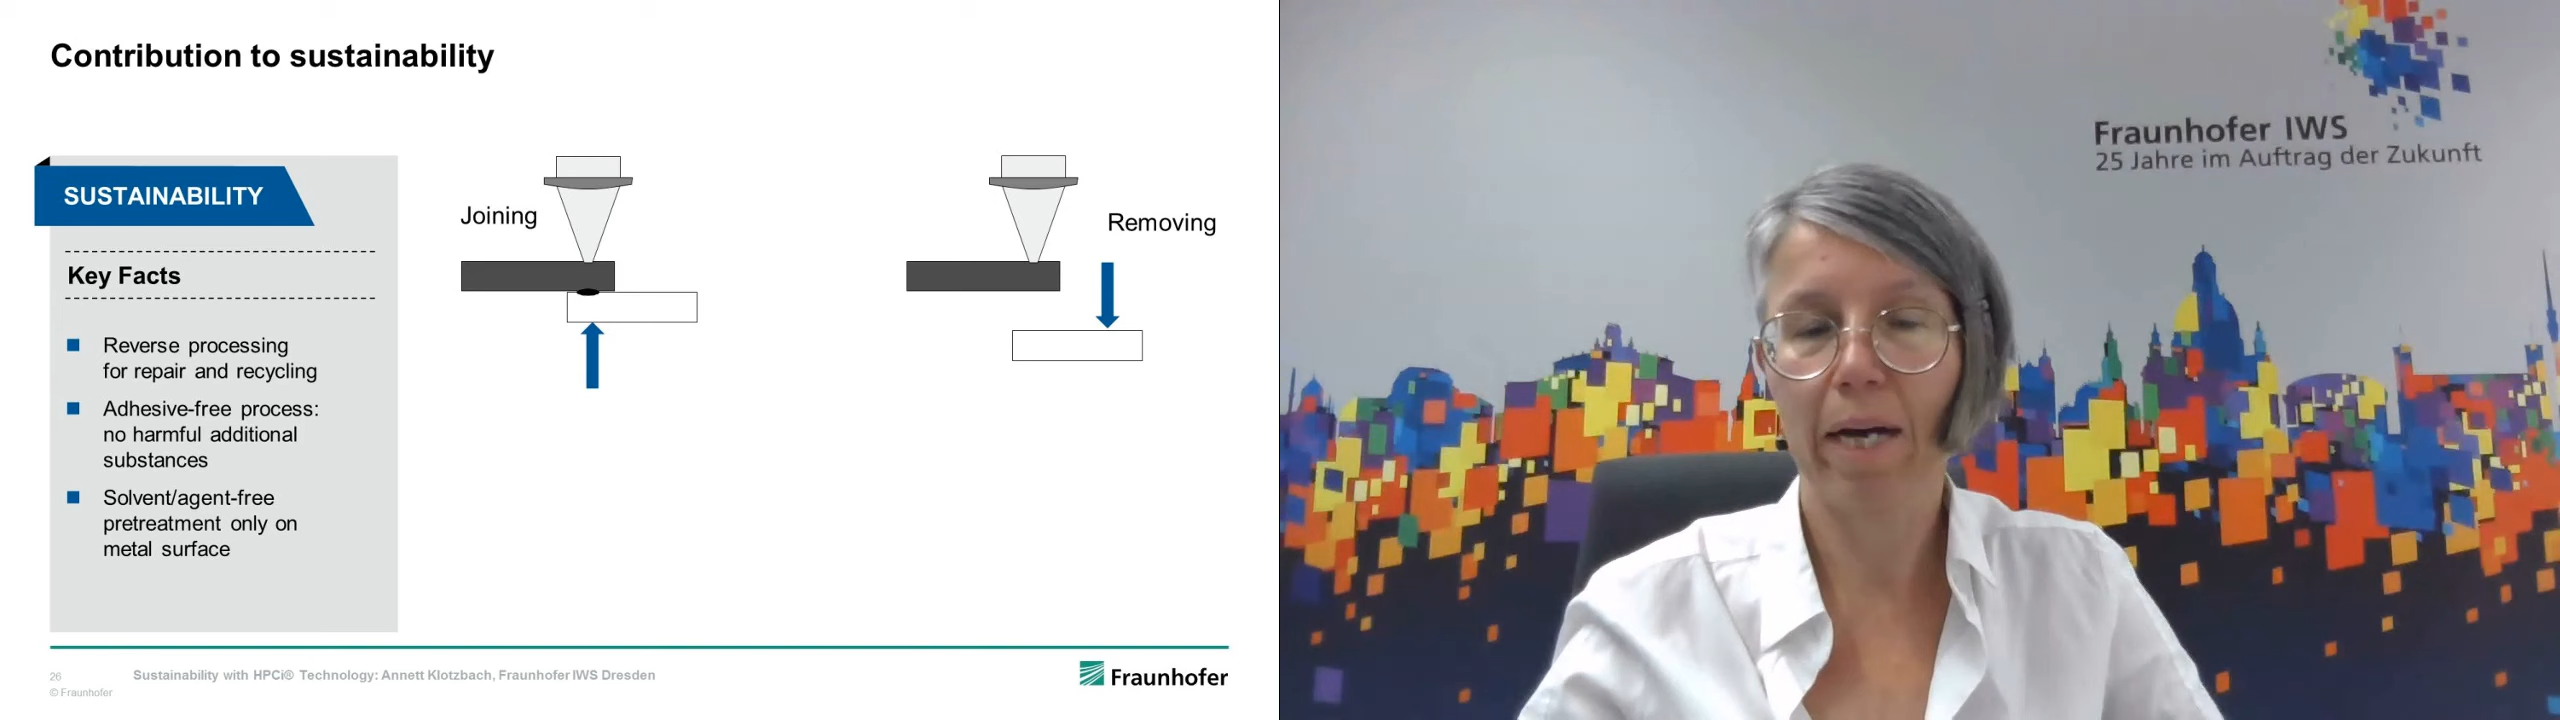 Contribution to sustainability
SUSTAINABILITY
Key Facts
Reverse processing
for repair and recycling
Adhesive-free process:
no harmful additional
substances
Solvent/agent-free
pretreatment only on
metal surface
Joining
Removing
26
Sustainability with HPCi® Technology: Annett Klotzbach, Fraunhofer IWS Dresden
© Fraunhofer
Fraunhofer
Fraunhofer IWS
25 Jahre im Auftrag der Zukunft